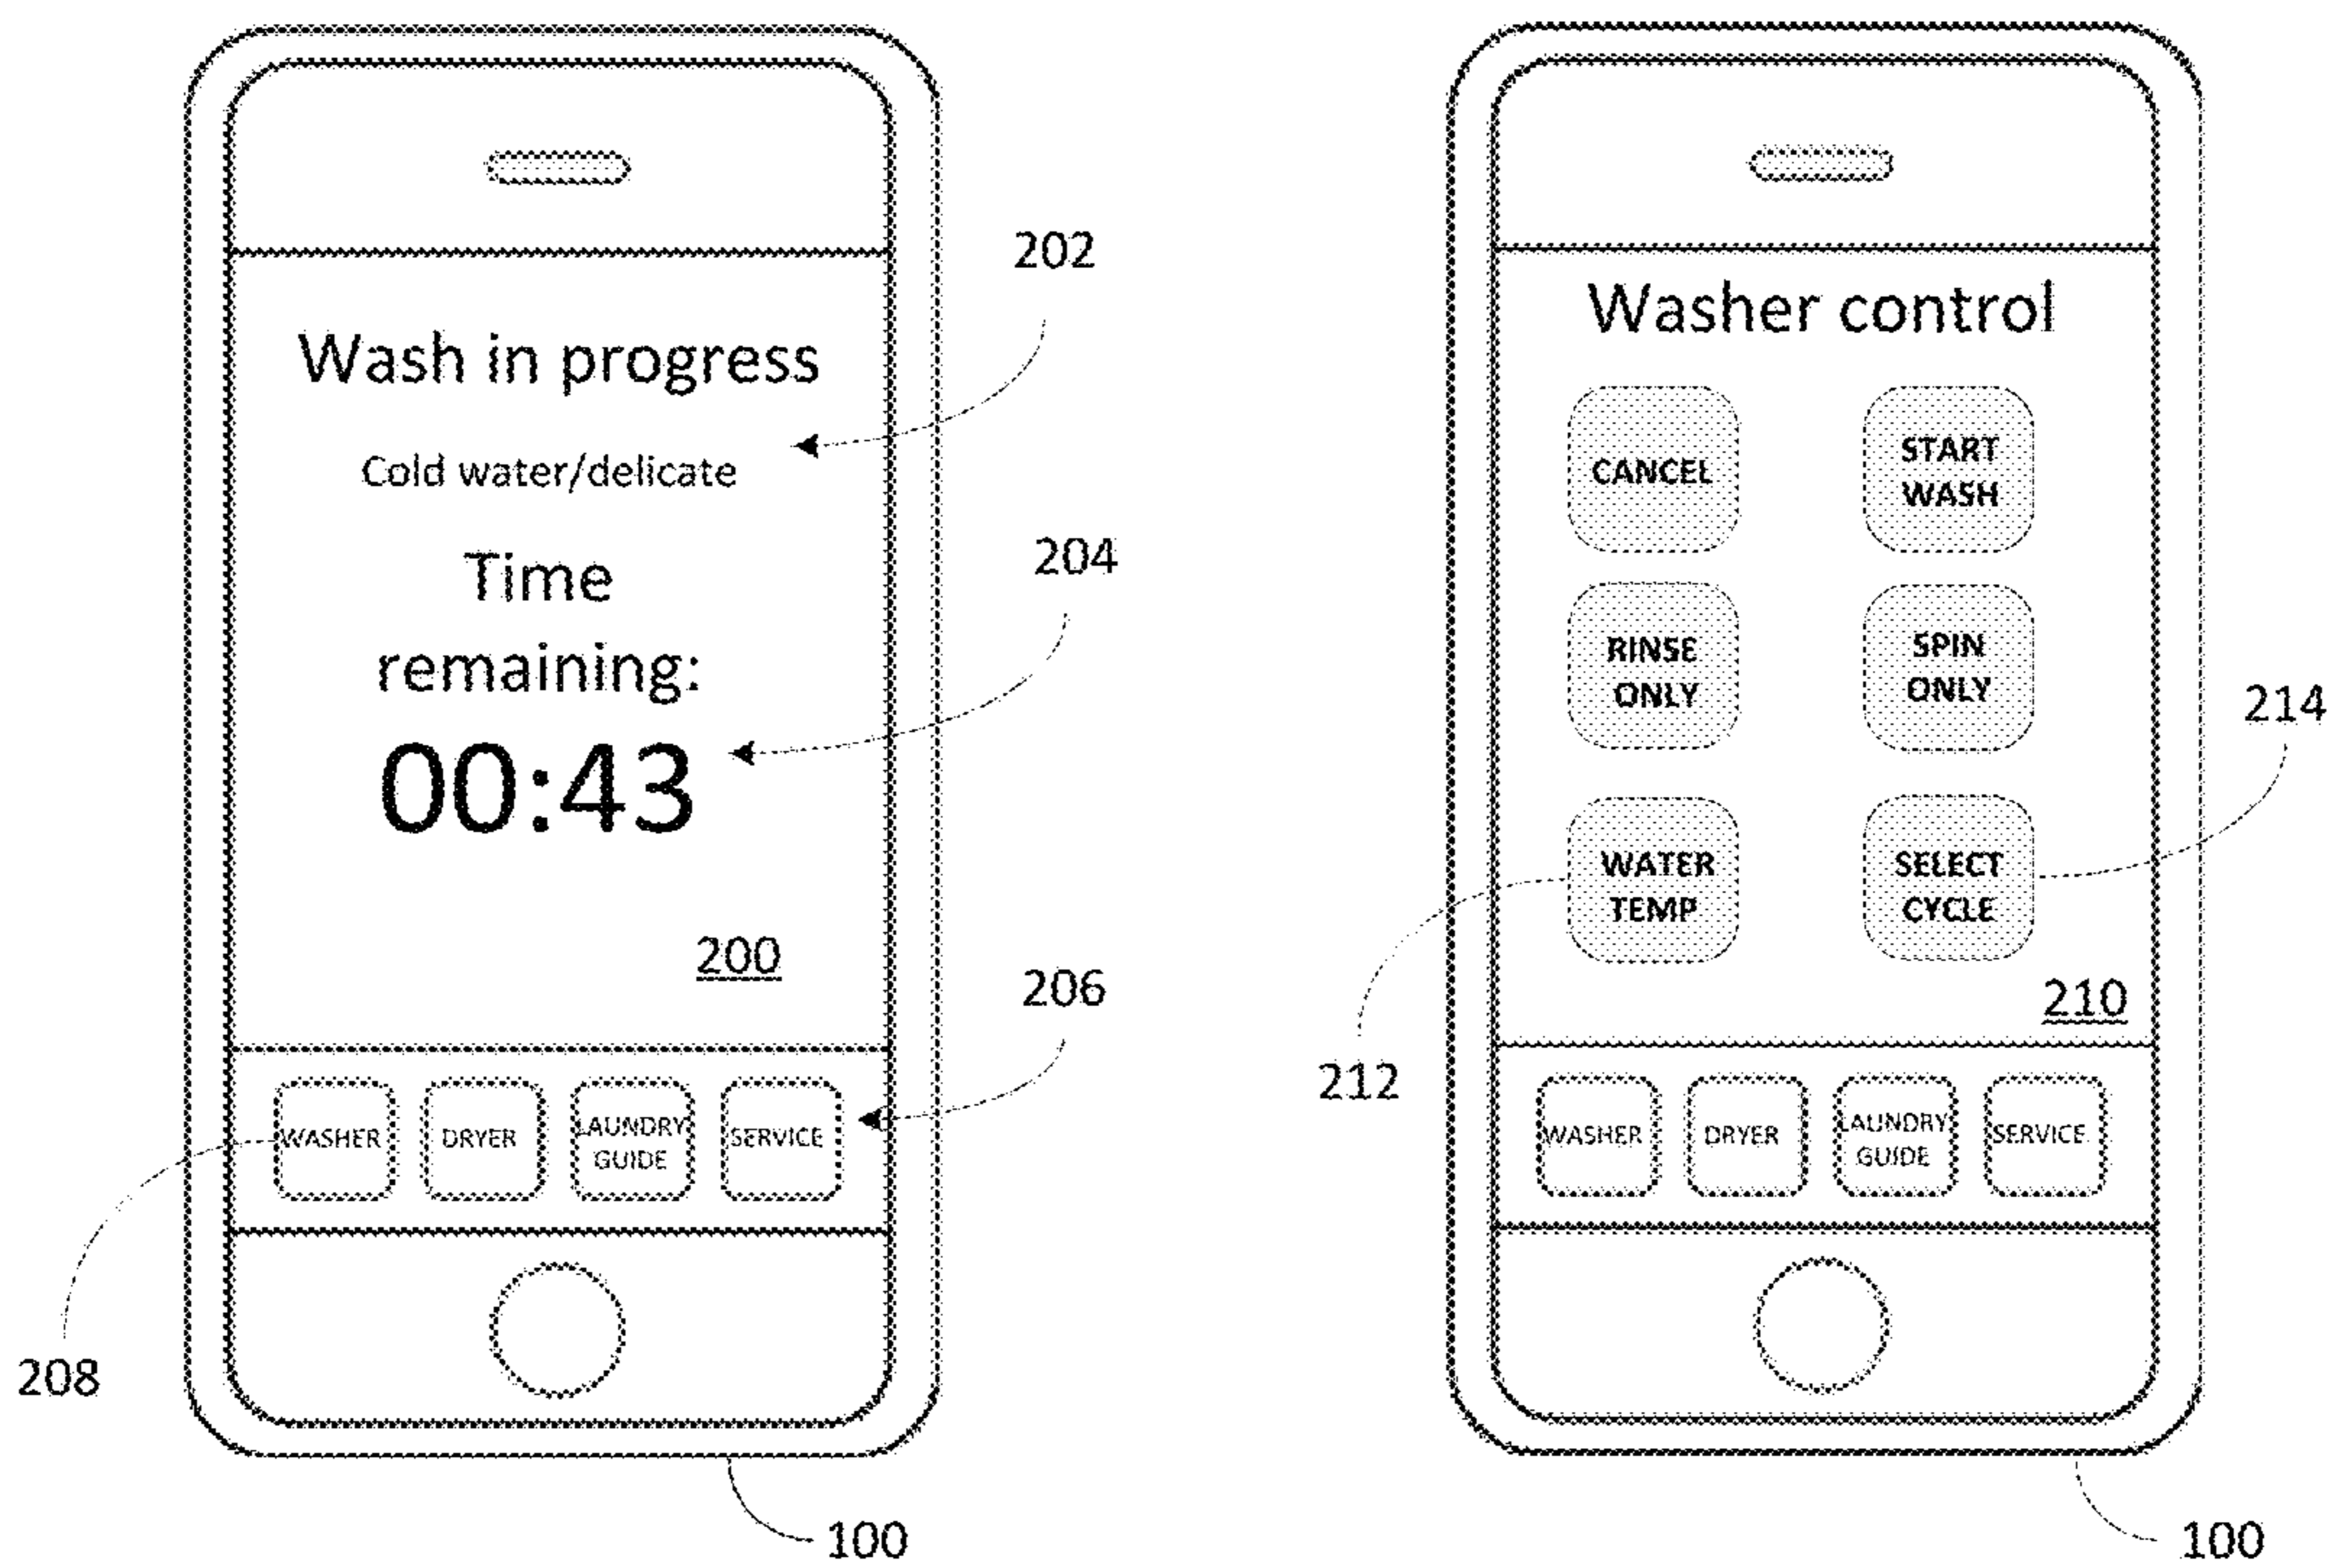 202
Wash in progress
Cold water/delicate
204
Time
remaining:
00:43
200
206
WASHER
DRYER
LAUNDRY
GUIDE
SERVICE
208
100
Washer control
CANCEL
START
WASH
RINSE
ONLY
SPIN
ONLY
214
WATER
TEMP
SELECT
CYCLE
210
212
WASHER
DRYER
LAUNDRY
GUIDE
SERVICE
100